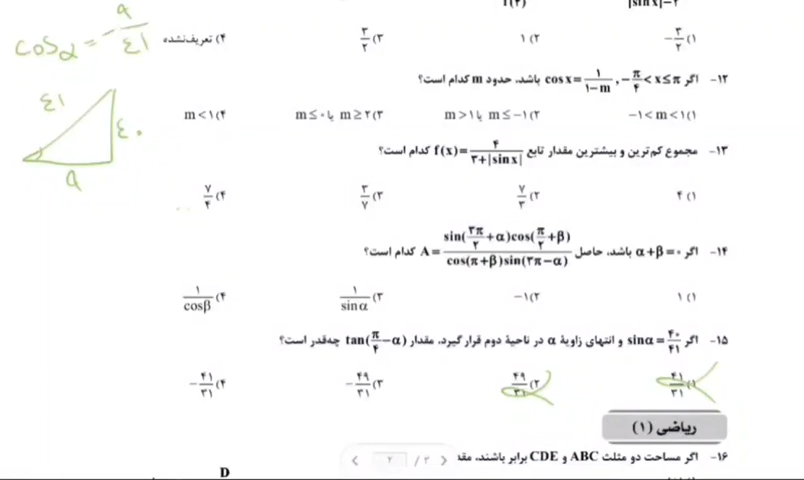 |sinx|-۲
f(۲)
۱) -۳/۲ ۲) ۱ ۳) ۳/۲ ۴) تعریف‌نشده
cosα = -۹/۴۱
۱۲- اگر cosx = ۱/(۱-m), -π/۴ < x ≤ π باشد، حدود m کدام است؟
۱) -۱ < m < ۱ ۲) m ≤ -۱ یا m > ۱ ۳) m ≥ ۲ یا m ≤ ۰ ۴) m < ۱
۴۱
۴۰
۹
۱۳- مجموع کم‌ترین و بیشترین مقدار تابع f(x) = ۴/(۳+|sinx|) کدام است؟
۱) ۴ ۲) ۷/۳ ۳) ۳/۷ ۴) ۷/۴
۱۴- اگر α+β=۰ باشد، حاصل A = sin(۳π/۲+α)cos(π/۲+β) / cos(π+β)sin(۳π-α) کدام است؟
۱) ۱ ۲) -۱ ۳) ۱/sinα ۴) ۱/cosβ
۱۵- اگر sinα = ۴۰/۴۱ و انتهای زاویهٔ α در ناحیهٔ دوم قرار گیرد، مقدار tan(π/۴-α) چه‌قدر است؟
۱) ۴۱/۳۱ ۲) ۴۹/۳۱ ۳) -۴۹/۳۱ ۴) -۴۱/۳۱
ریاضی (۱)
۱۶- اگر مساحت دو مثلث ABC و CDE برابر باشند،
۲ / ۲
D